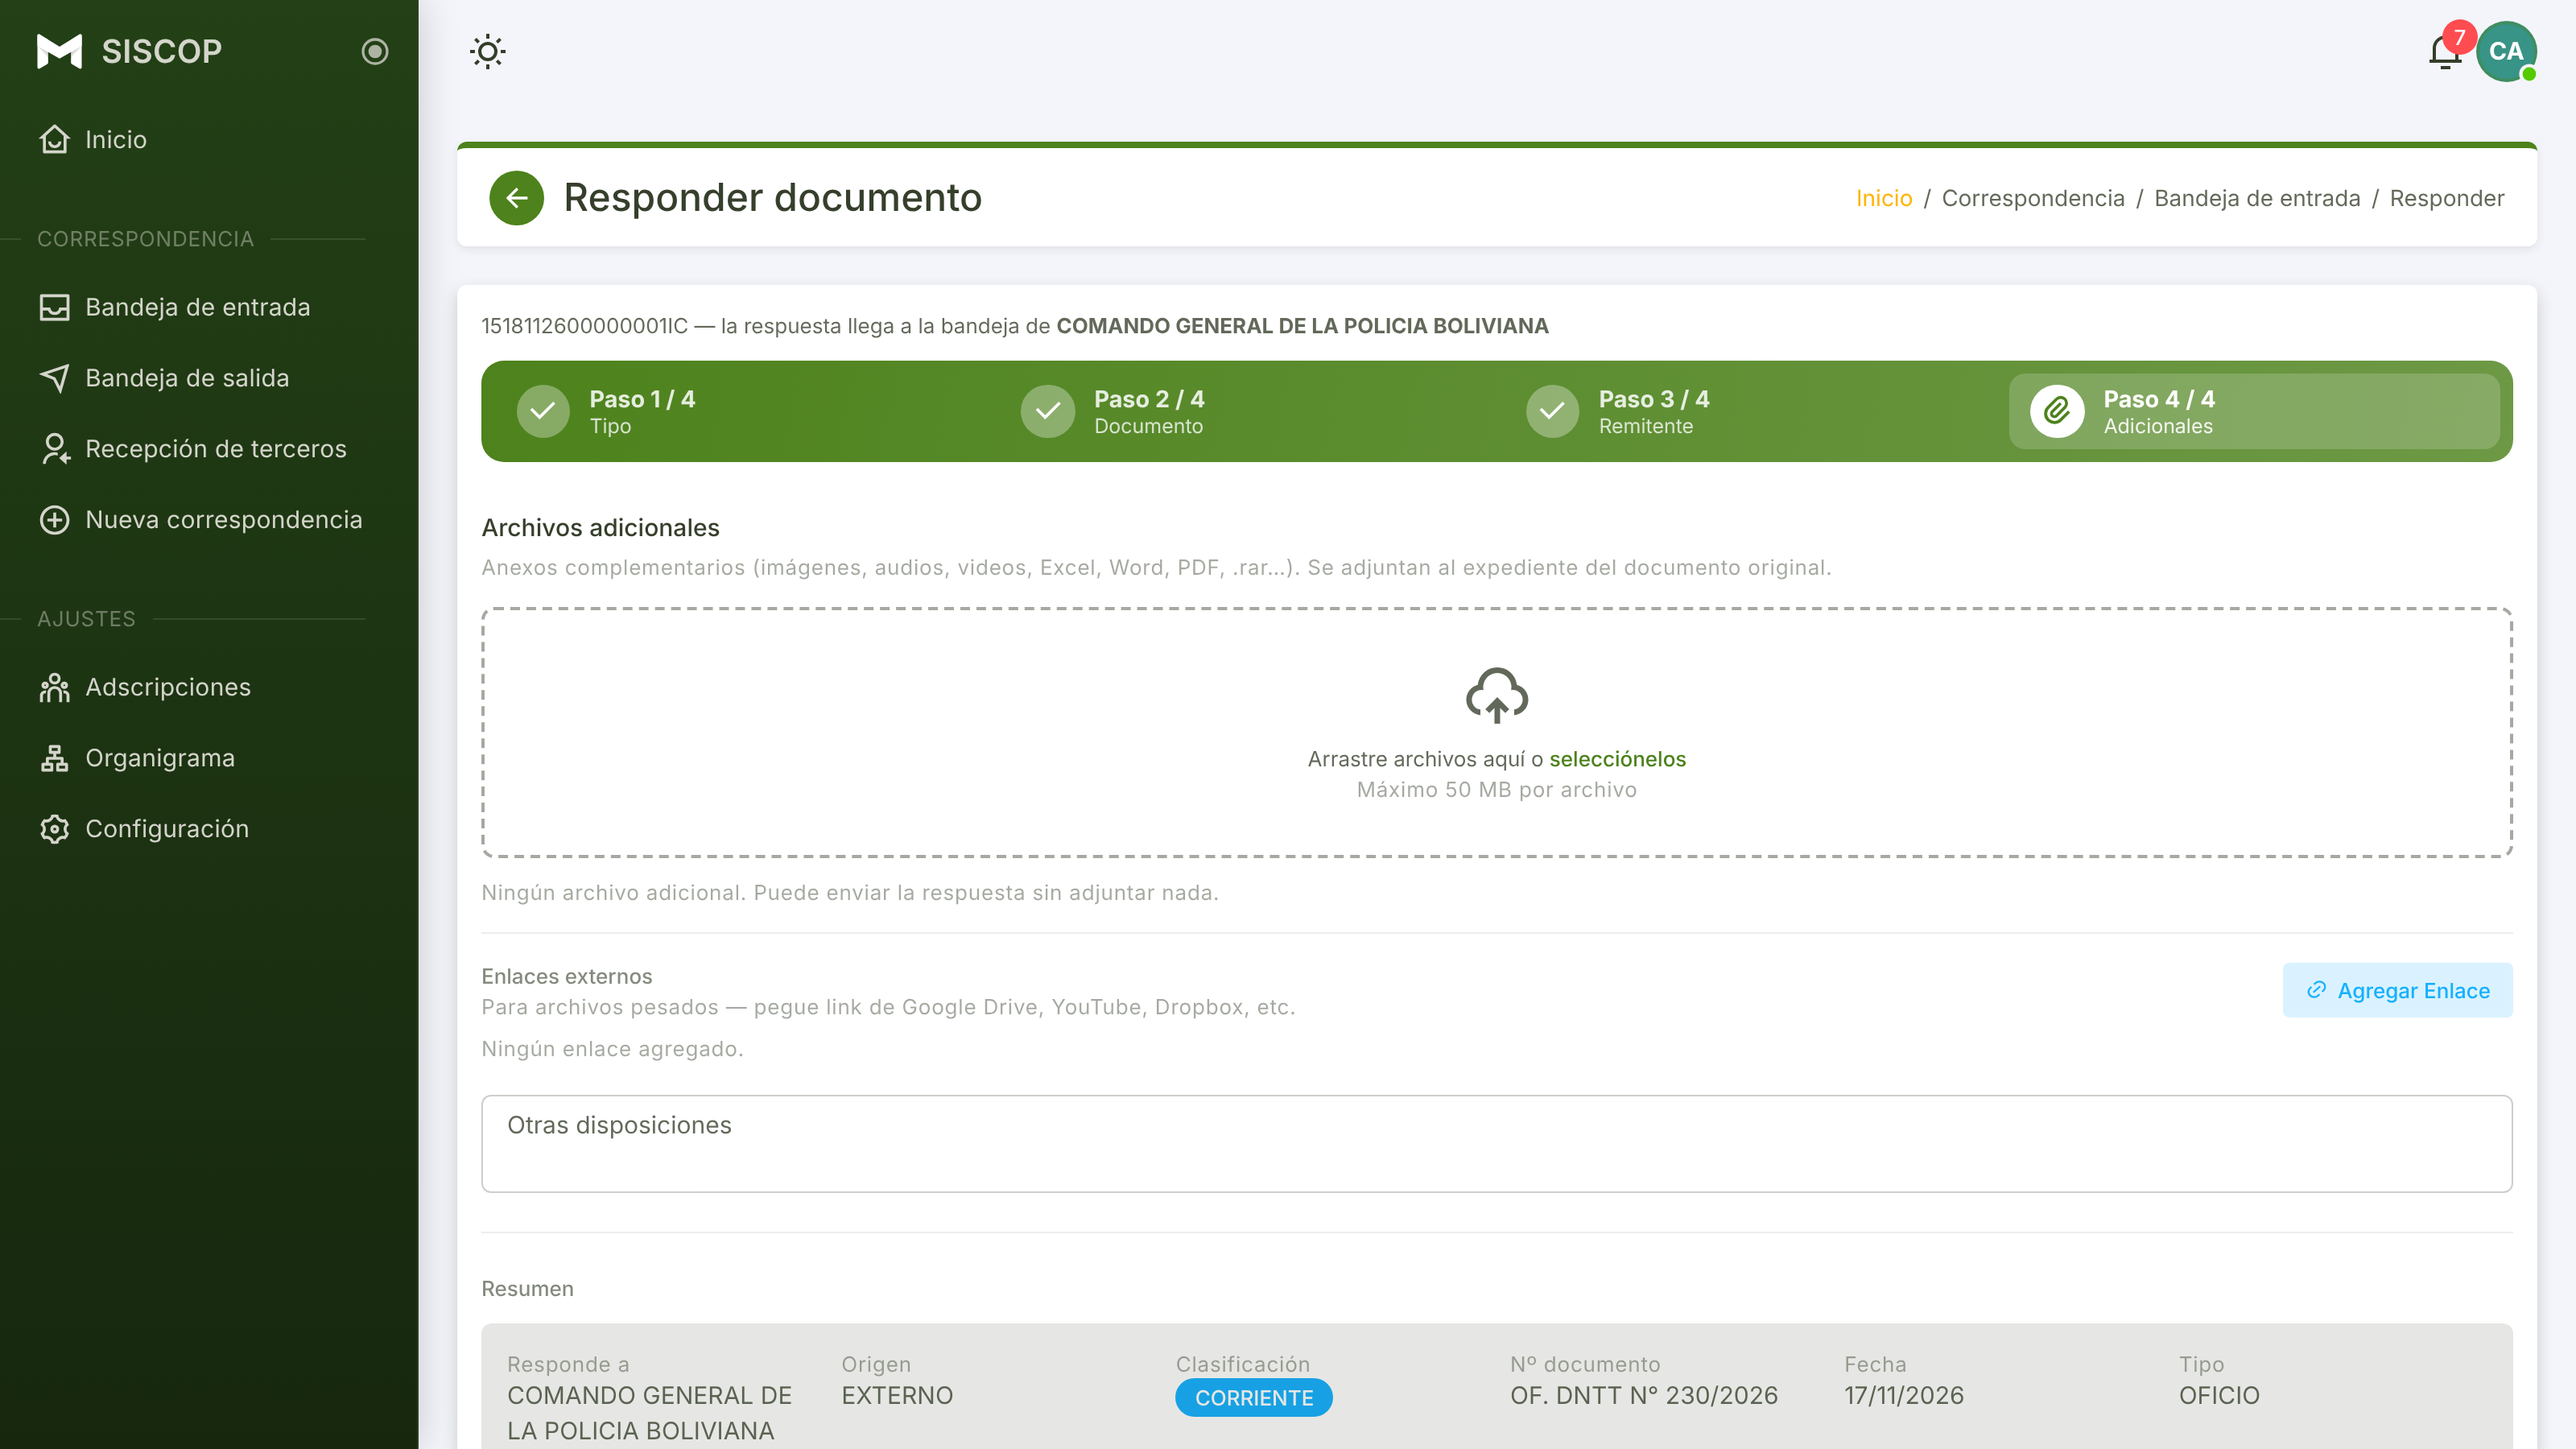 SISCOP
7
CA
Inicio
CORRESPONDENCIA
Bandeja de entrada
Bandeja de salida
Recepción de terceros
Nueva correspondencia
AJUSTES
Adscripciones
Organigrama
Configuración
Responder documento
Inicio / Correspondencia / Bandeja de entrada / Responder
1518112600000001IC — la respuesta llega a la bandeja de COMANDO GENERAL DE LA POLICIA BOLIVIANA
Paso 1 / 4
Tipo
Paso 2 / 4
Documento
Paso 3 / 4
Remitente
Paso 4 / 4
Adicionales
Archivos adicionales
Anexos complementarios (imágenes, audios, videos, Excel, Word, PDF, .rar...). Se adjuntan al expediente del documento original.
Arrastre archivos aquí o selecciónelos
Máximo 50 MB por archivo
Ningún archivo adicional. Puede enviar la respuesta sin adjuntar nada.
Enlaces externos
Para archivos pesados — pegue link de Google Drive, YouTube, Dropbox, etc.
Agregar Enlace
Ningún enlace agregado.
Otras disposiciones
Resumen
Responde a
COMANDO GENERAL DE
LA POLICIA BOLIVIANA
Origen
EXTERNO
Clasificación
CORRIENTE
Nº documento
OF. DNTT N° 230/2026
Fecha
17/11/2026
Tipo
OFICIO